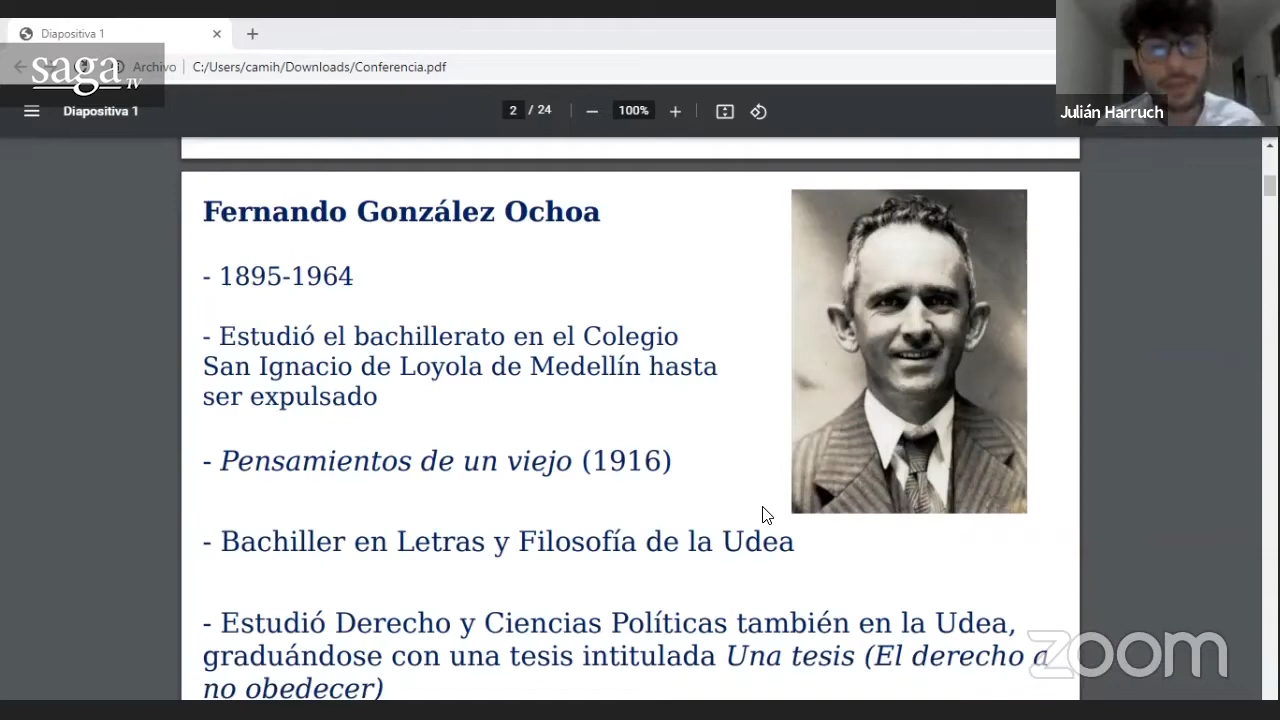 Diapositiva 1
saga TV
Archivo
C:/Users/camih/Downloads/Conferencia.pdf
Diapositiva 1
2 / 24
100%
Julián Harruch
Fernando González Ochoa
- 1895-1964
- Estudió el bachillerato en el Colegio
San Ignacio de Loyola de Medellín hasta
ser expulsado
- Pensamientos de un viejo (1916)
- Bachiller en Letras y Filosofía de la Udea
- Estudió Derecho y Ciencias Políticas también en la Udea,
graduándose con una tesis intitulada Una tesis (El derecho a
no obedecer)
zoom